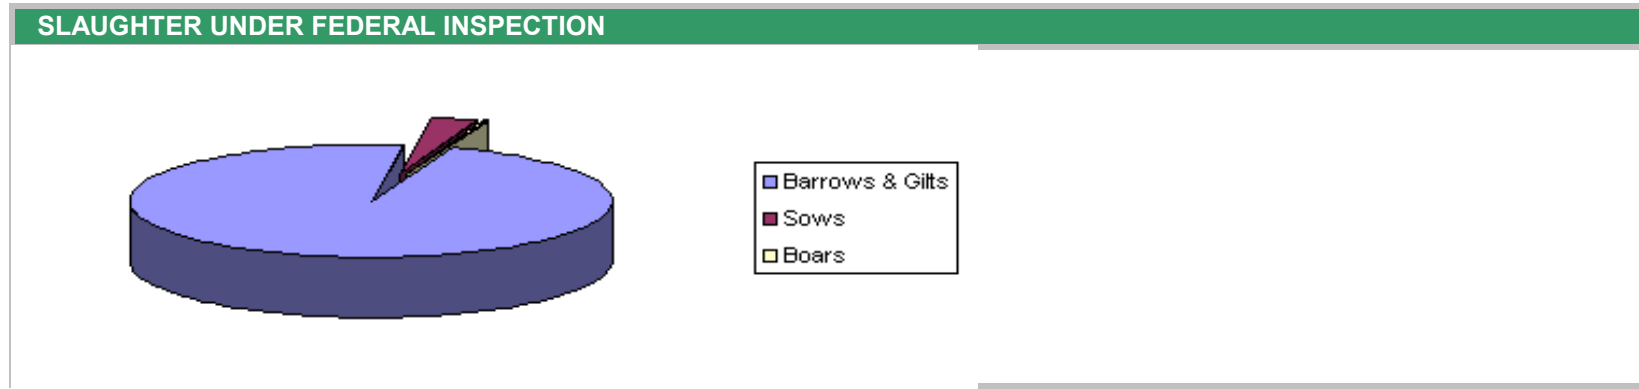 SLAUGHTER UNDER FEDERAL INSPECTION
Barrows & Gilts
Sows
Boars